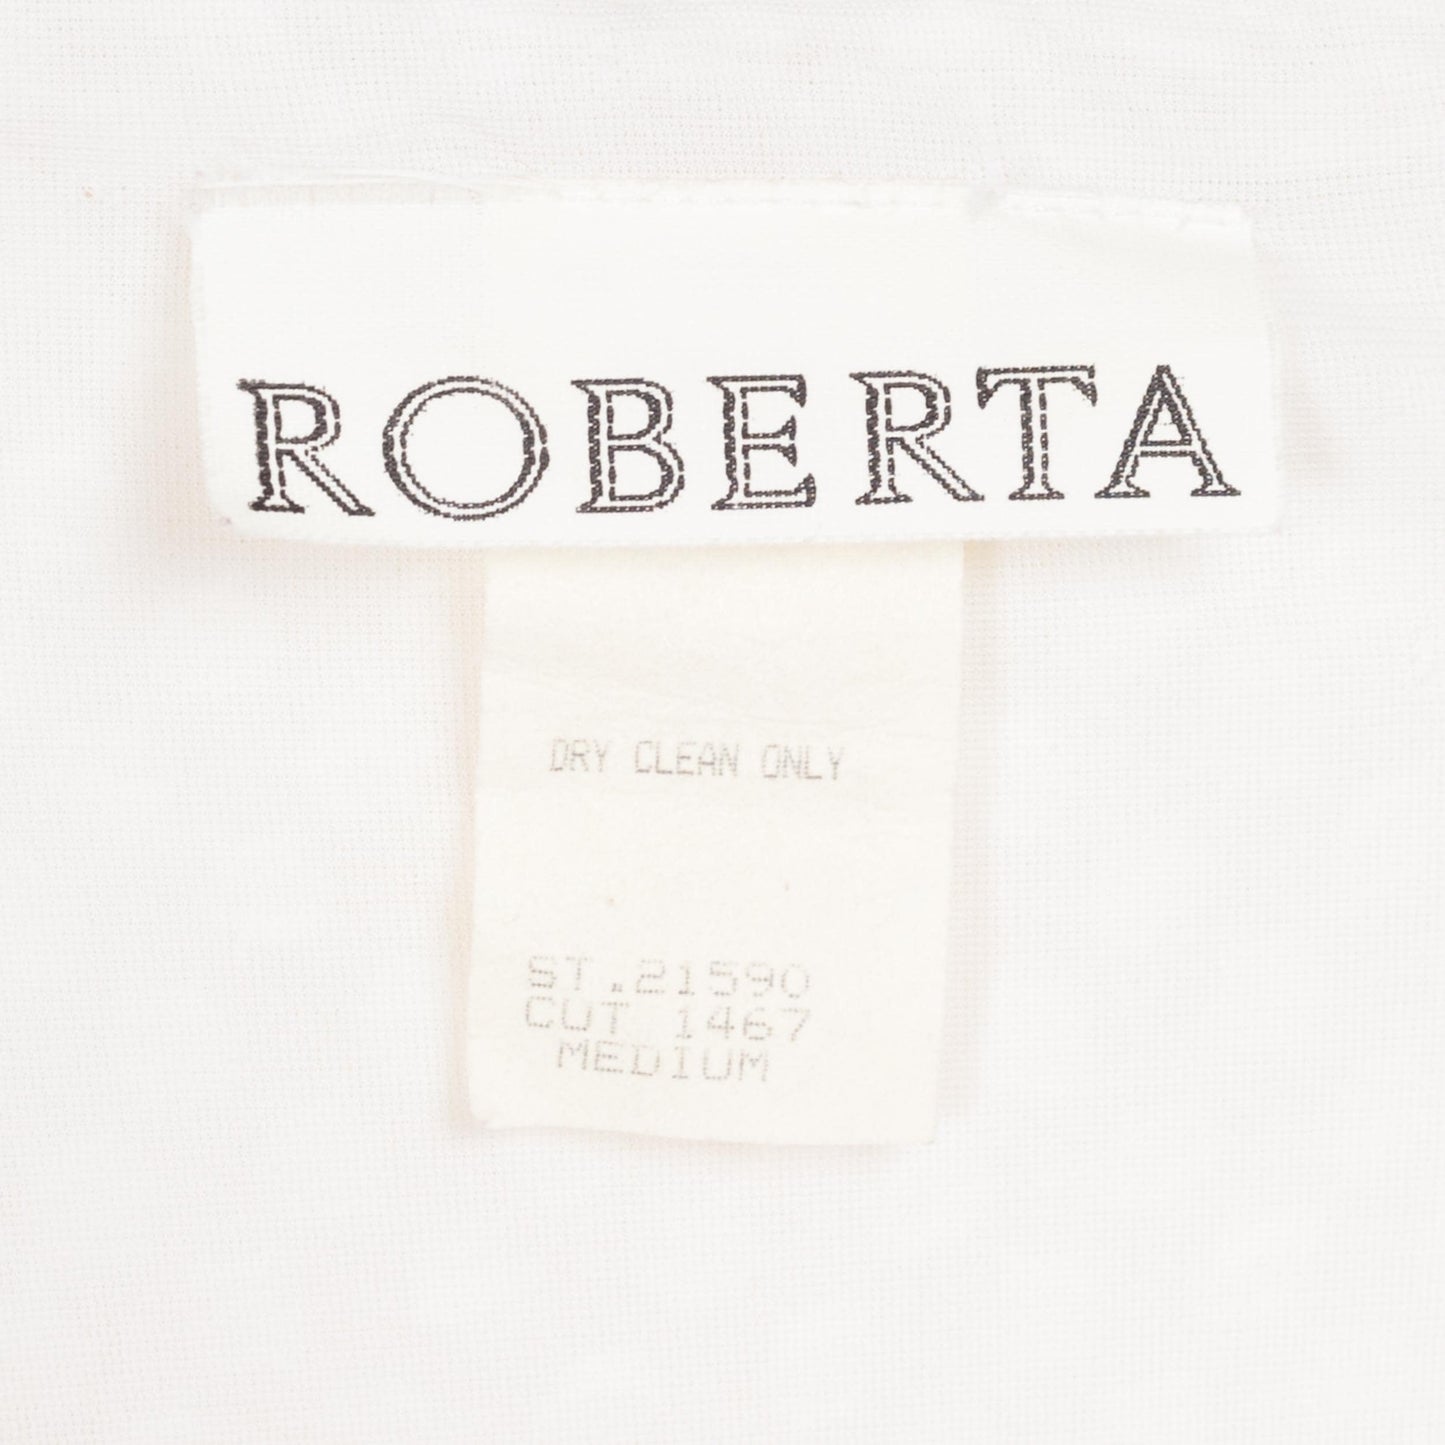 ROBERTA
DRY CLEAN ONLY
ST.21590
CUT 1467
MEDIUM